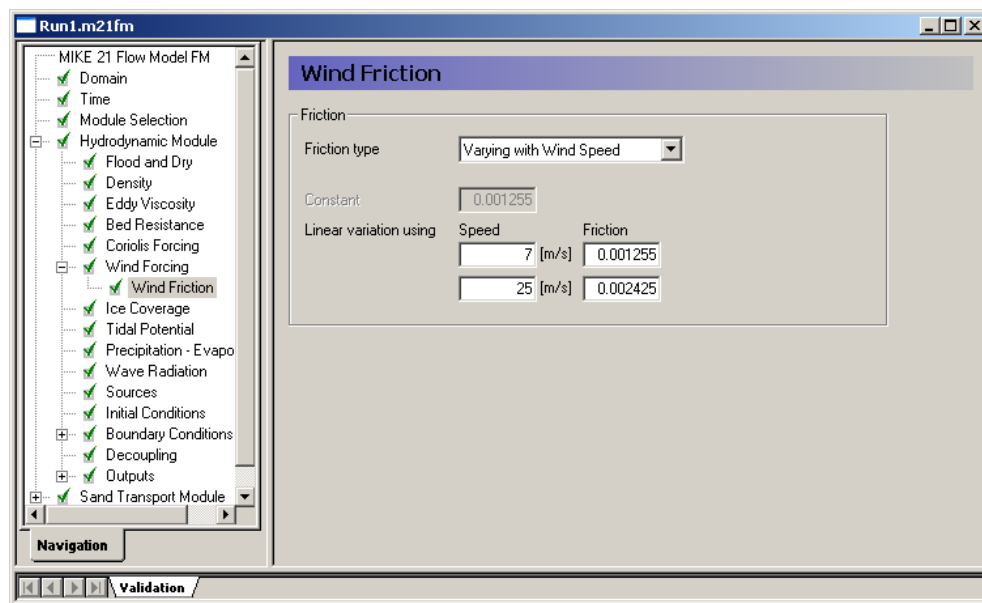 Run1.m21fm
MIKE 21 Flow Model FM
Domain
Time
Module Selection
Hydrodynamic Module
Flood and Dry
Density
Eddy Viscosity
Bed Resistance
Coriolis Forcing
Wind Forcing
Wind Friction
Ice Coverage
Tidal Potential
Precipitation - Evapo
Wave Radiation
Sources
Initial Conditions
Boundary Conditions
Decoupling
Outputs
Sand Transport Module
Navigation
Wind Friction
Friction
Friction type Varying with Wind Speed
Constant 0.001255
Linear variation using Speed Friction
7 [m/s] 0.001255
25 [m/s] 0.002425
Validation